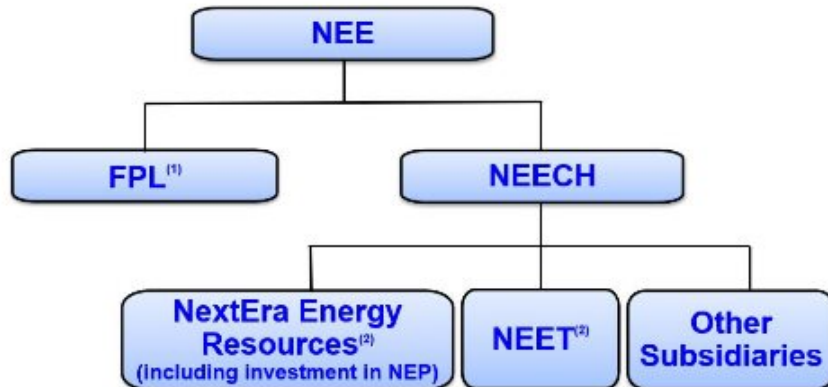 NEE
FPL(1)
NEECH
NextEra Energy
Resources(2)
(including investment in NEP)
NEET(2)
Other
Subsidiaries